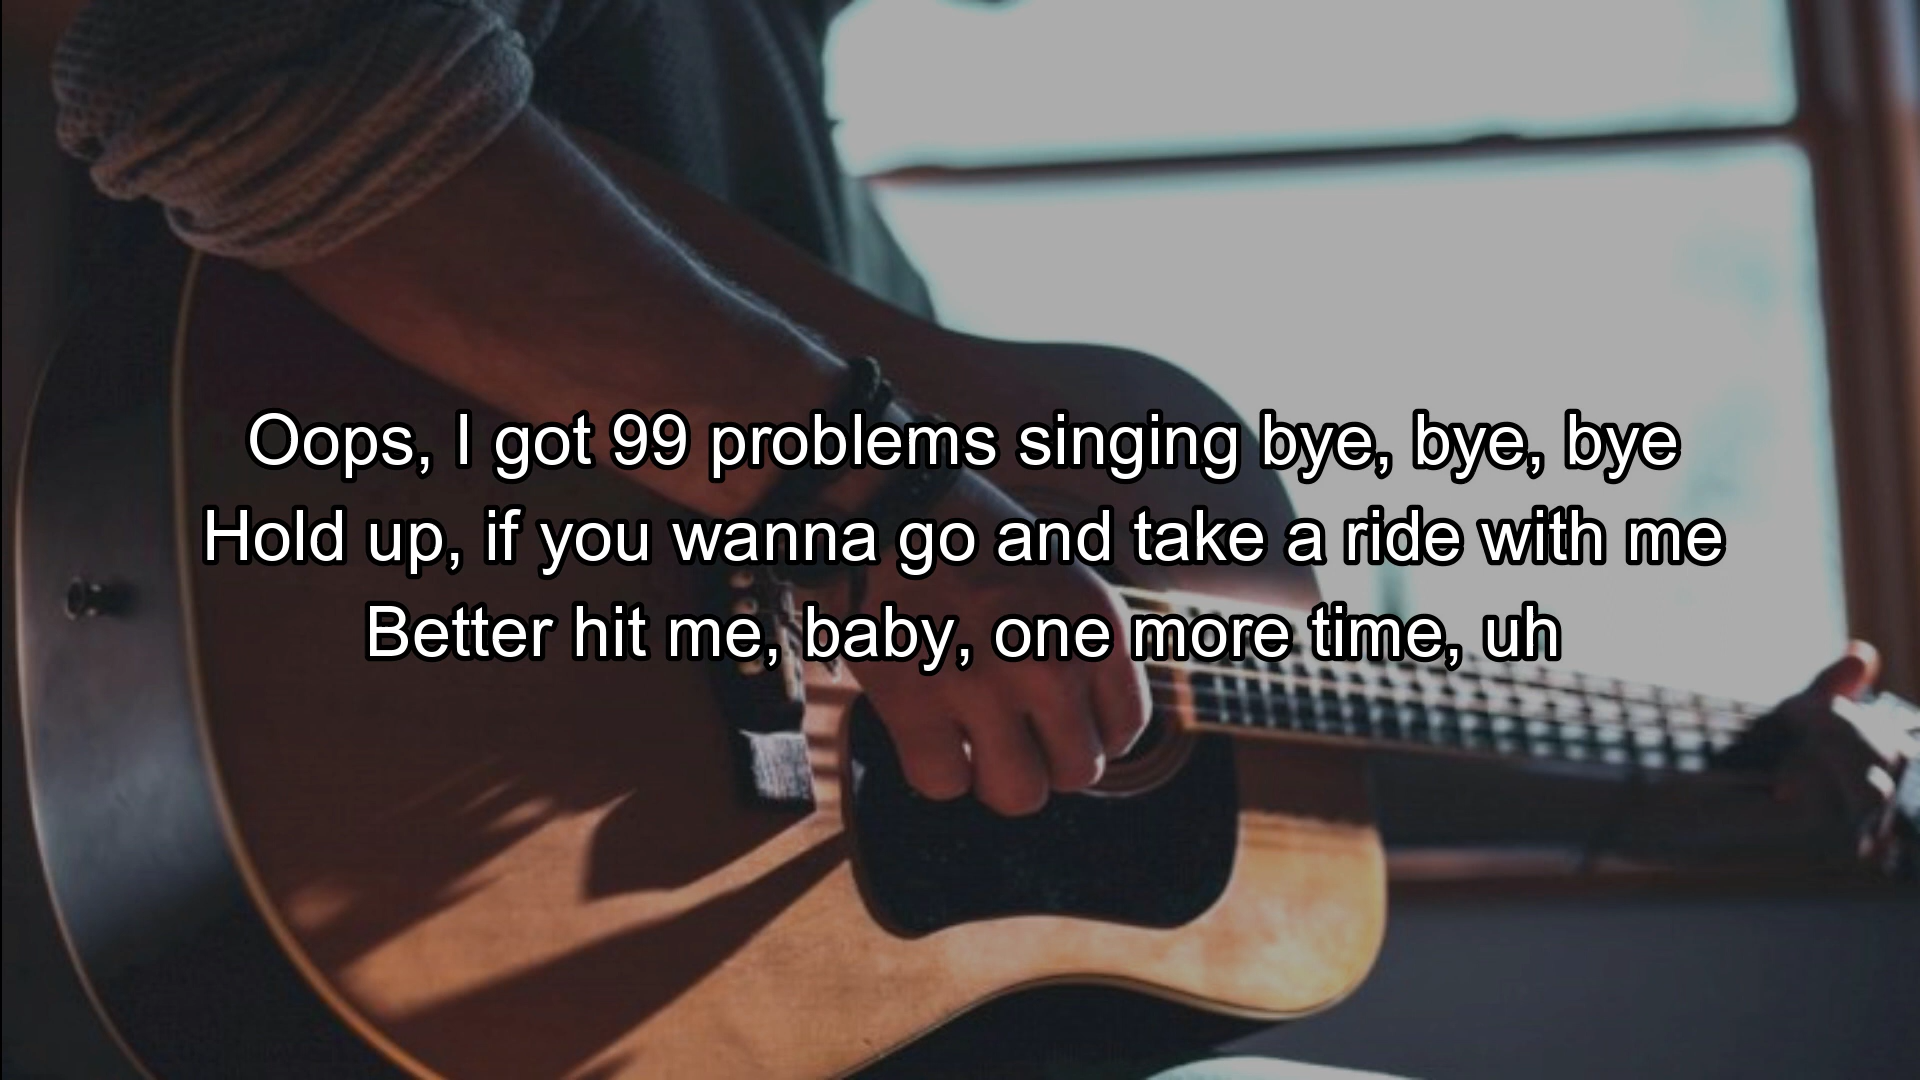 Oops, I got 99 problems singing bye, bye, bye
Hold up, if you wanna go and take a ride with me
Better hit me, baby, one more time, uh